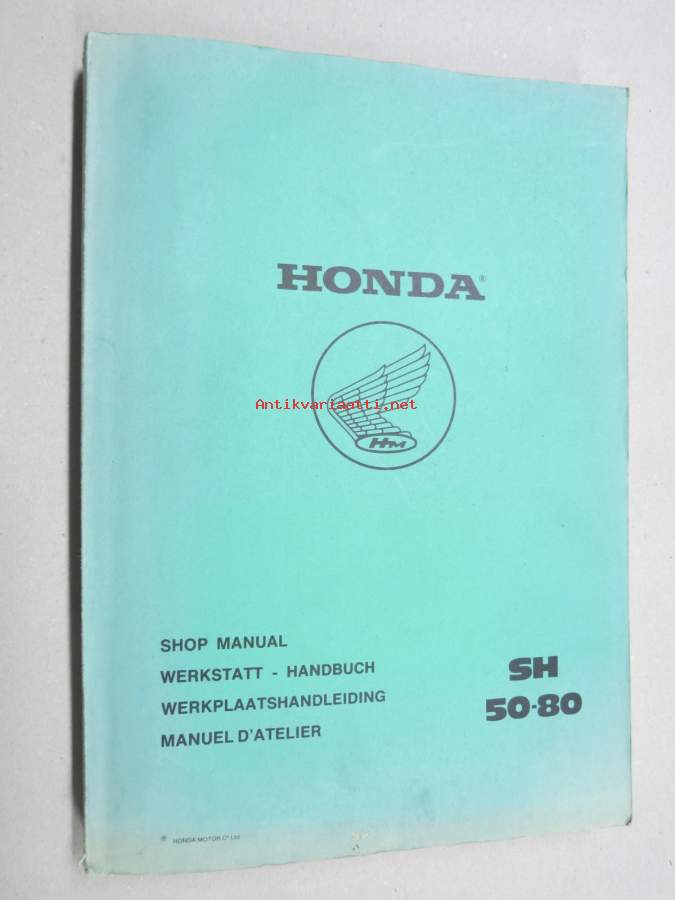 HONDA®
Antikvariaatti.net
HM
SHOP MANUAL
WERKSTATT - HANDBUCH
WERKPLAATSHANDLEIDING
MANUEL D'ATELIER
SH
50-80
® HONDA MOTOR Cº Ltd